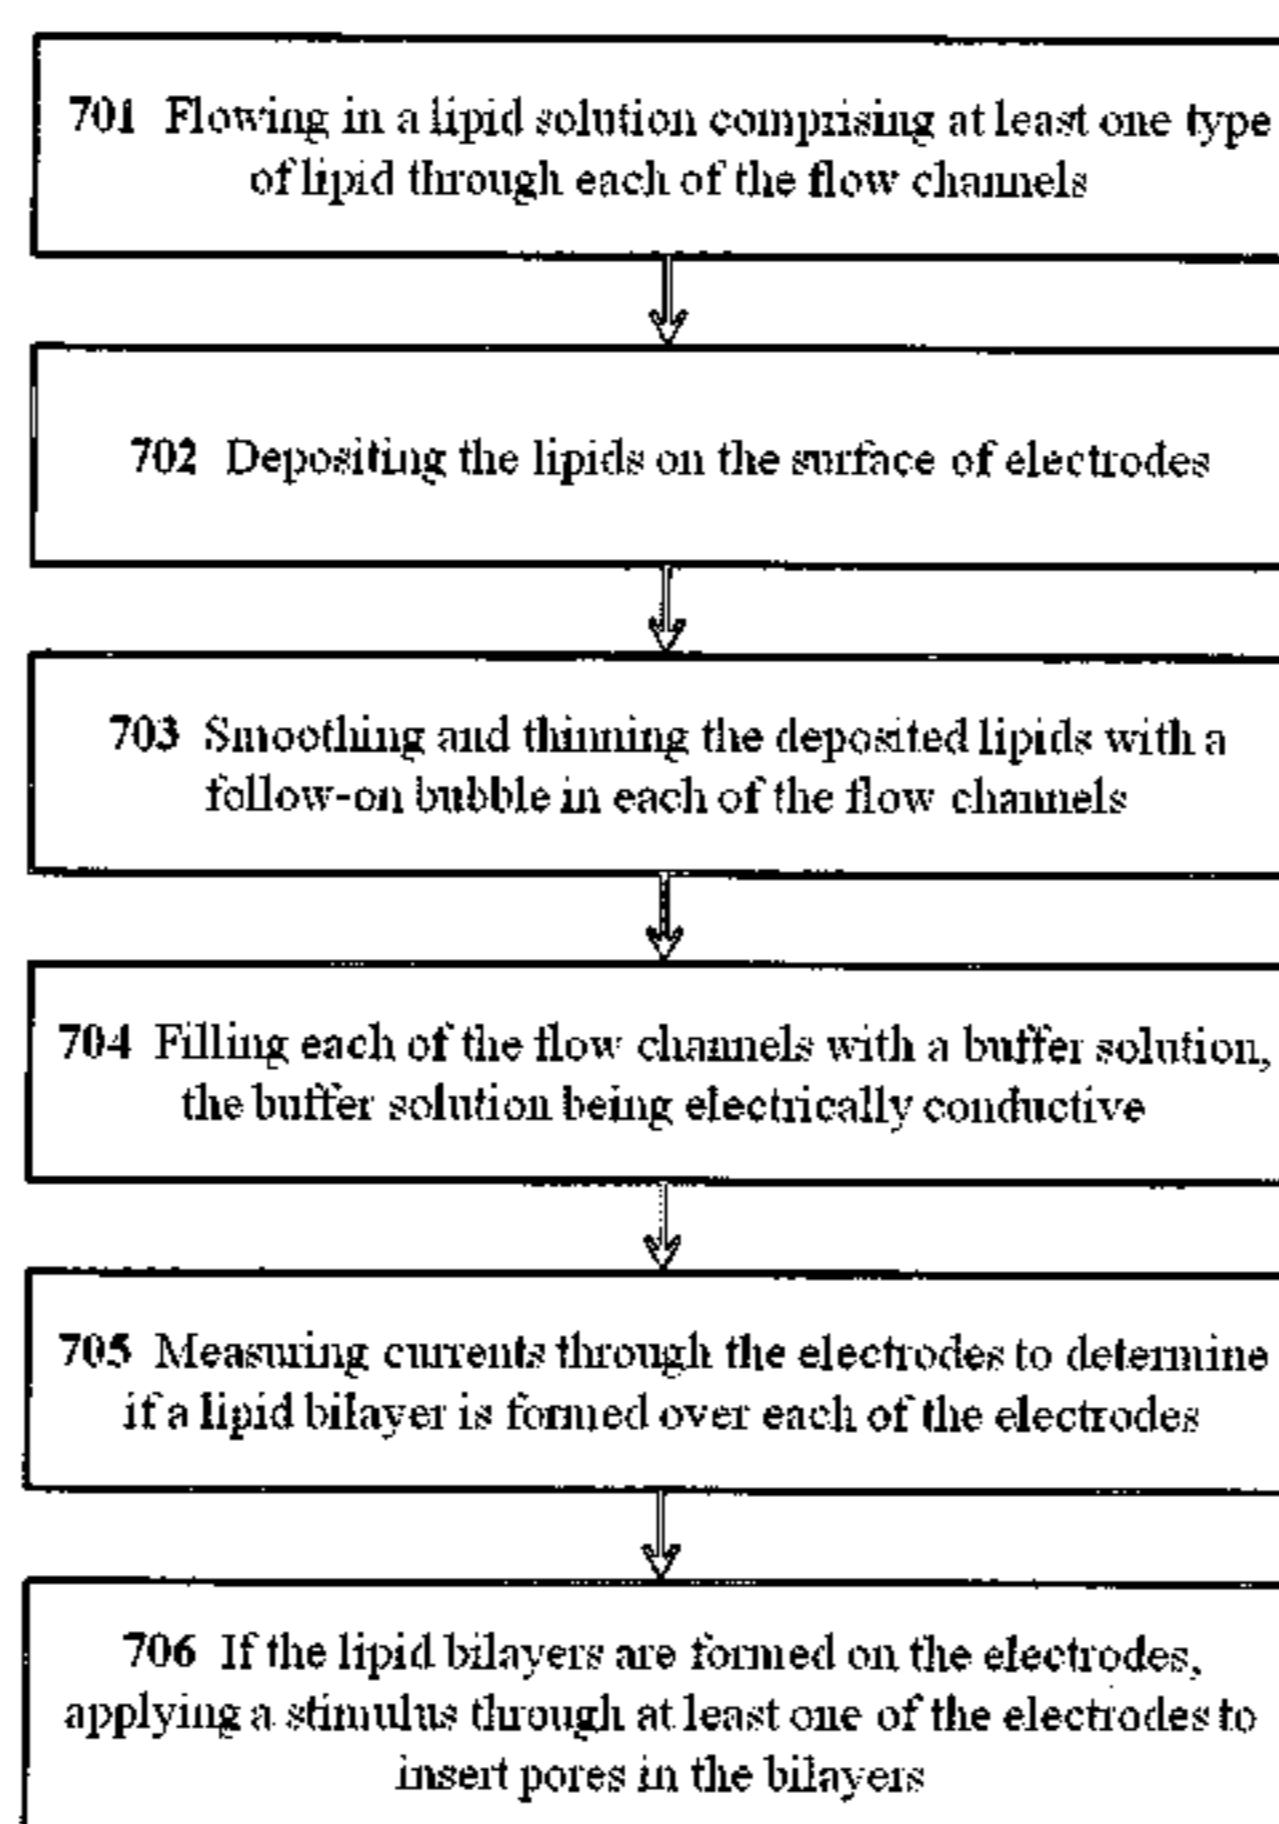 701 Flowing in a lipid solution comprising at least one type
of lipid through each of the flow channels
702 Depositing the lipids on the surface of electrodes
703 Smoothing and thinning the deposited lipids with a
follow-on bubble in each of the flow channels
704 Filling each of the flow channels with a buffer solution,
the buffer solution being electrically conductive
705 Measuring currents through the electrodes to determine
if a lipid bilayer is formed over each of the electrodes
706 If the lipid bilayers are formed on the electrodes,
applying a stimulus through at least one of the electrodes to
insert pores in the bilayers